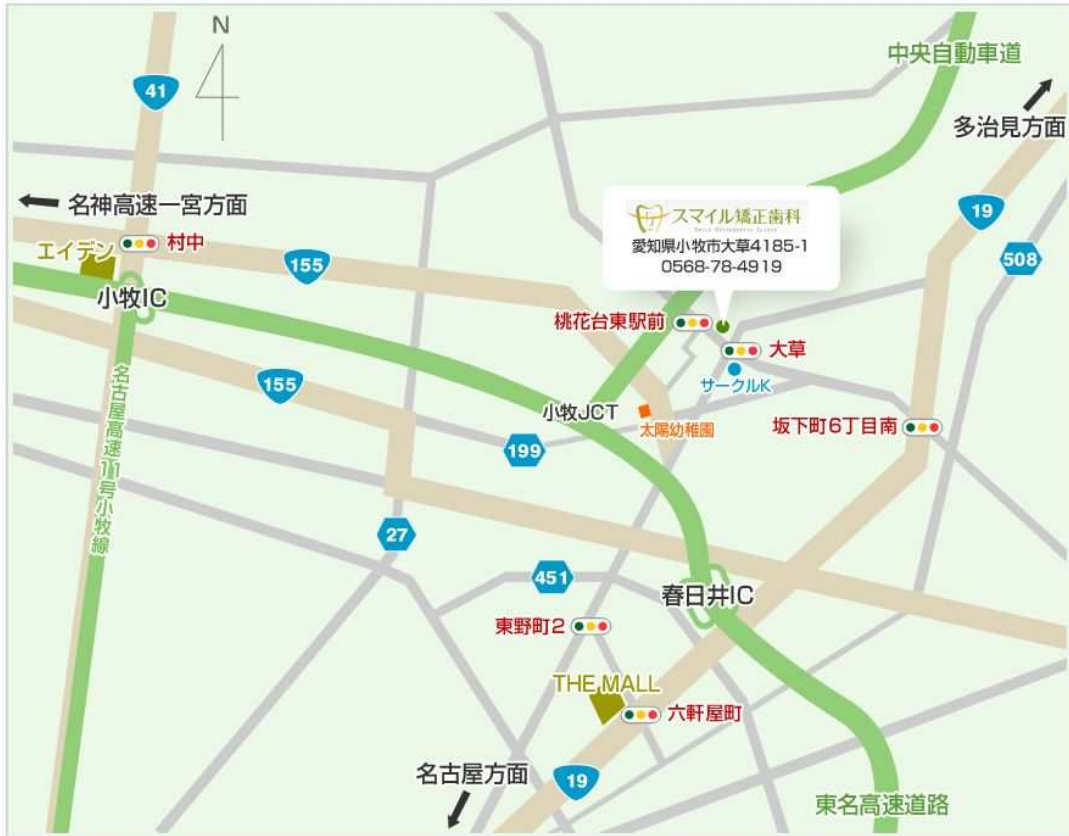 N
中央自動車道
41
多治見方面
名神高速一宮方面
スマイル矯正歯科
愛知県小牧市大草4185-1
0568-78-4919
19
508
エイデン
村中
155
小牧IC
桃花台東駅前
大草
サークルK
155
小牧JCT
太陽幼稚園
坂下町6丁目南
199
名古屋高速11号小牧線
27
451
春日井IC
東野町2
THE MALL
六軒屋町
名古屋方面
19
東名高速道路